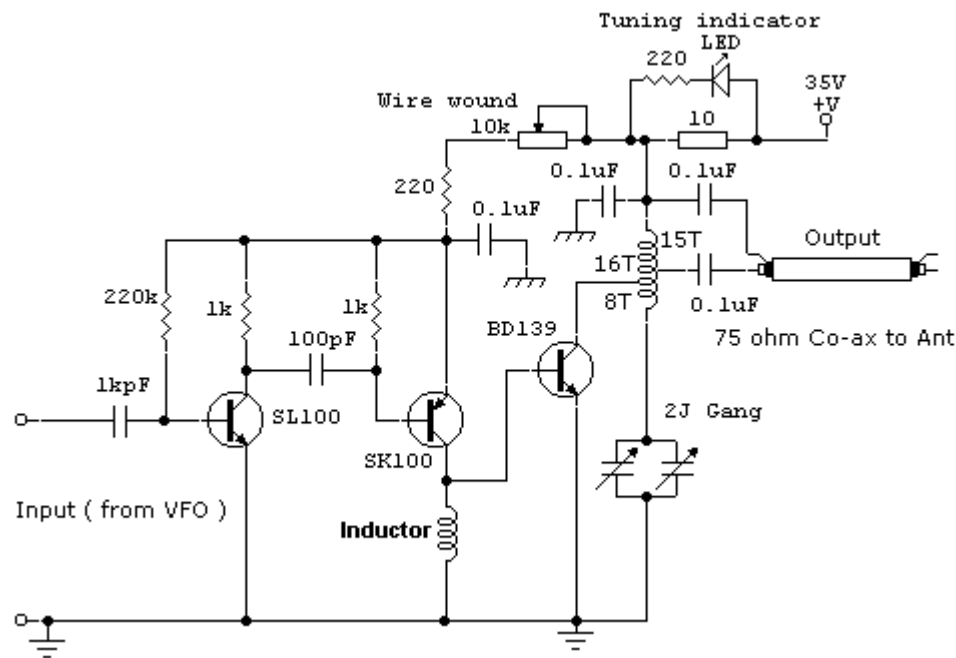 Tuning indicator
LED
220
35V
+V
Wire wound
10k
10
220
0.1uF
0.1uF
0.1uF
15T
Output
16T
220k
1k
1k
8T
0.1uF
100pF
BD139
75 ohm Co-ax to Ant
1kpF
SL100
2J Gang
SK100
Input ( from VFO )
Inductor